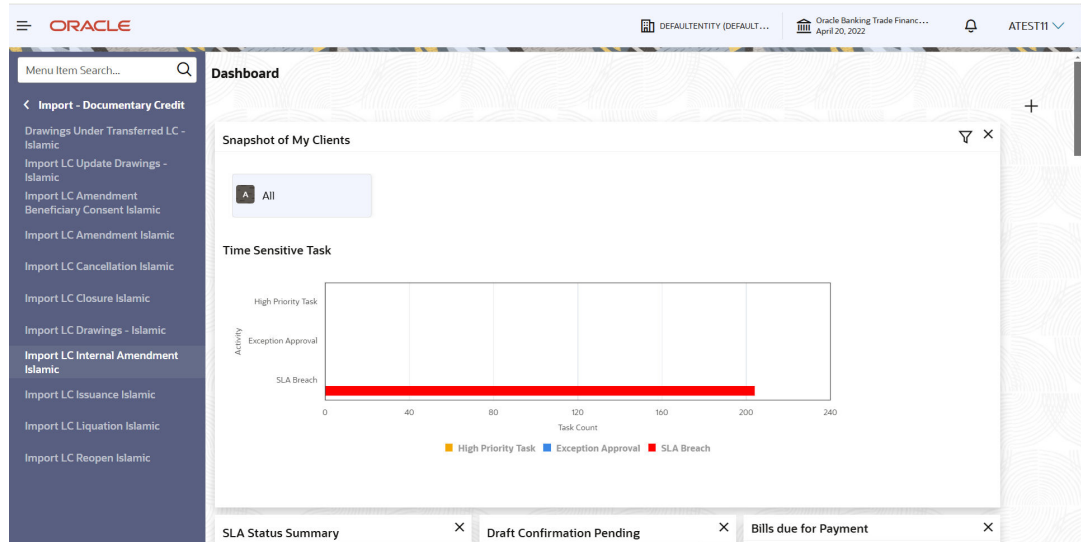 ORACLE
DEFAULTENTITY (DEFAULT...
Oracle Banking Trade Financ...
April 20, 2022
ATEST11
Menu Item Search...
Import - Documentary Credit
Drawings Under Transferred LC -
Islamic
Import LC Update Drawings -
Islamic
Import LC Amendment
Beneficiary Consent Islamic
Import LC Amendment Islamic
Import LC Cancellation Islamic
Import LC Closure Islamic
Import LC Drawings - Islamic
Import LC Internal Amendment
Islamic
Import LC Issuance Islamic
Import LC Liquation Islamic
Import LC Reopen Islamic
Dashboard
Snapshot of My Clients
A All
Time Sensitive Task
Activity
High Priority Task
Exception Approval
SLA Breach
0 40 80 120 160 200 240
Task Count
High Priority Task Exception Approval SLA Breach
SLA Status Summary
Draft Confirmation Pending
Bills due for Payment